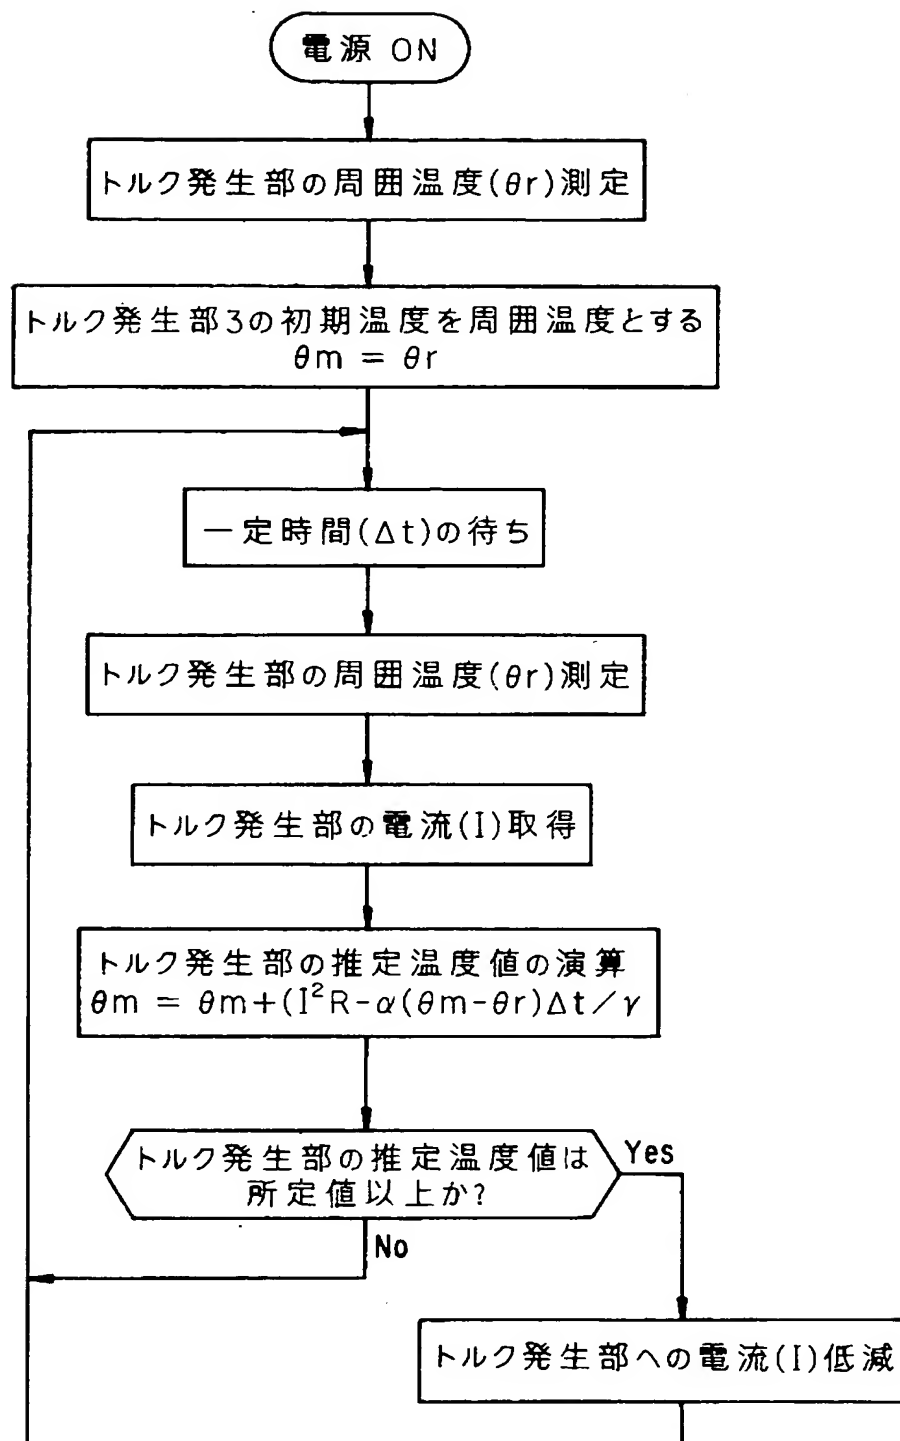 電源 ON
トルク発生部の周囲温度(θr)測定
トルク発生部3の初期温度を周囲温度とする
θm = θr
一定時間(Δt)の待ち
トルク発生部の周囲温度(θr)測定
トルク発生部の電流(I)取得
トルク発生部の推定温度値の演算
θm = θm+(I²R-α(θm-θr)Δt/γ
トルク発生部の推定温度値は
所定値以上か?
Yes
No
トルク発生部への電流(I)低減